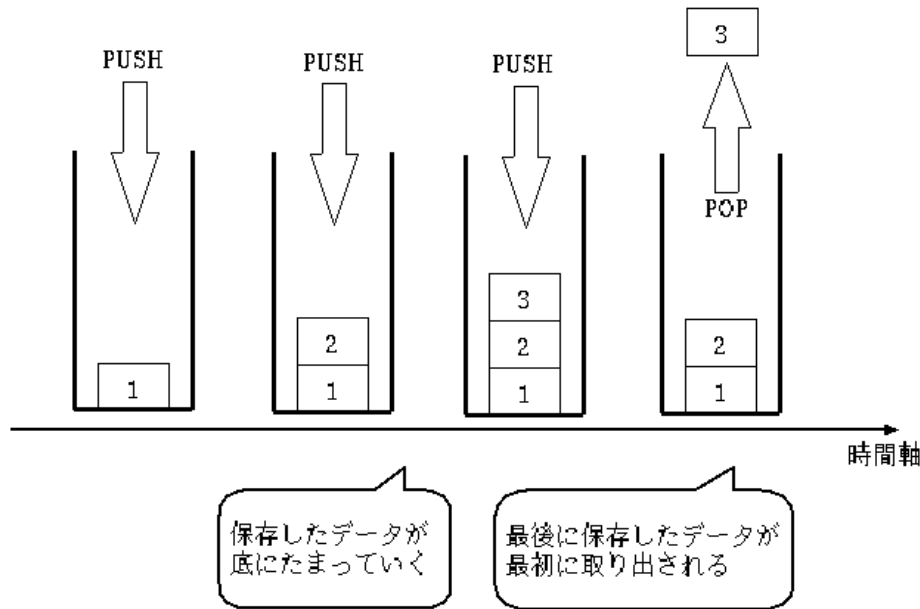 3
PUSH
PUSH
PUSH
POP
1
2
1
3
2
1
2
1
時間軸
保存したデータが
底にたまっていく
最後に保存したデータが
最初に取り出される